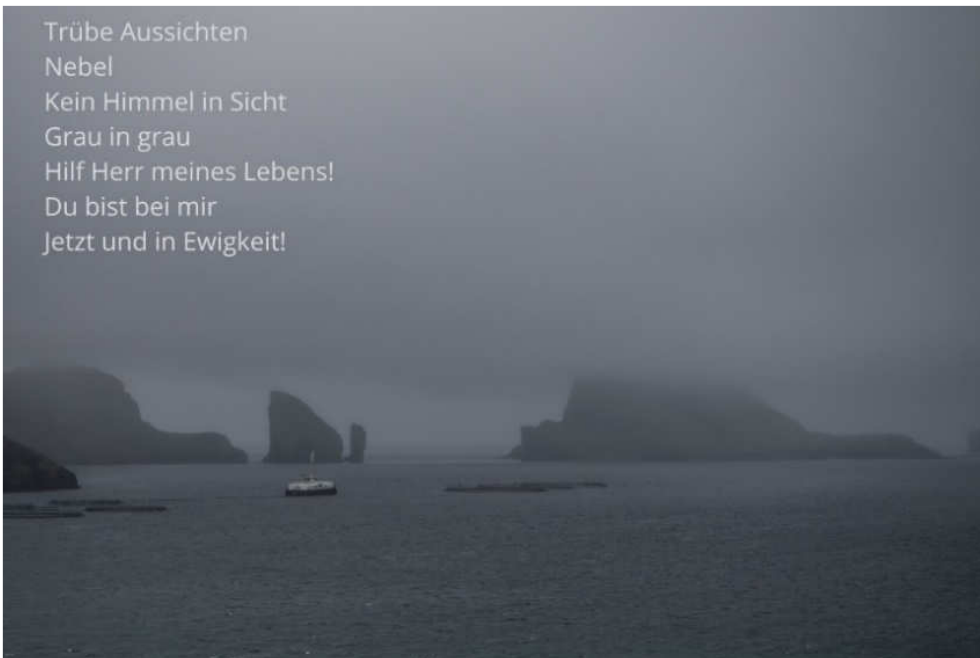 Trübe Aussichten
Nebel
Kein Himmel in Sicht
Grau in grau
Hilf Herr meines Lebens!
Du bist bei mir
Jetzt und in Ewigkeit!